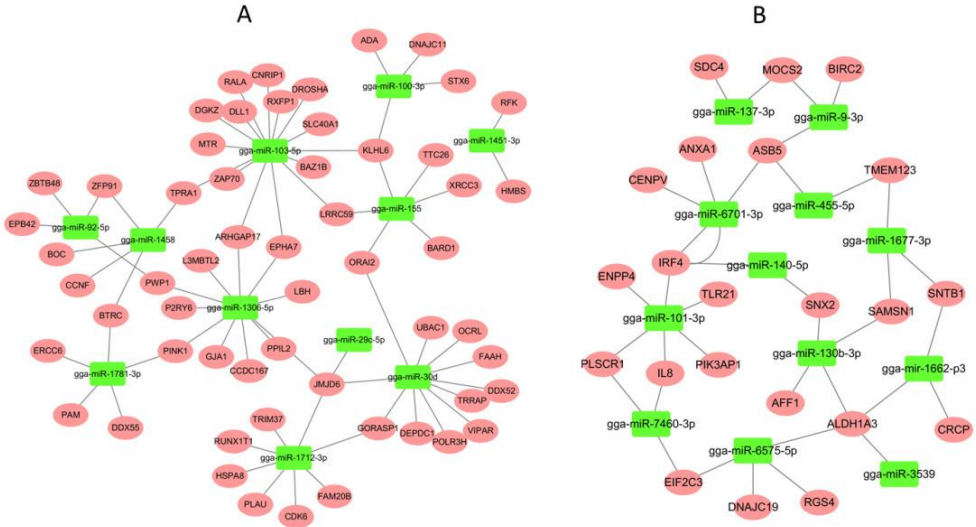 A
B
ADA
DNAJC11
gga-miR-100-3p
STX6
CNRIP1
RALA
DROSHA
RXFP1
DGKZ
DLL1
SLC40A1
MTR
gga-miR-103-5p
KLHL6
BAZ1B
ZAP70
TPRA1
RFK
gga-miR-1451-3p
HMBS
TTC26
XRCC3
LRRC59
gga-miR-155
BARD1
ZBTB48
ZFP91
EPB42
gga-miR-92-5p
gga-miR-1458
BOC
CCNF
ARHGAP17
EPHA7
ORAI2
L3MBTL2
PWP1
LBH
P2RY6
gga-miR-1306-5p
BTRC
PINK1
GJA1
CCDC167
PPIL2
gga-miR-29c-5p
ERCC6
gga-miR-1781-3p
PAM
DDX55
JMJD6
UBAC1
OCRL
FAAH
gga-miR-30d
DDX52
TRRAP
VIPAR
POLR3H
DEPDC1
GORASP1
TRIM37
RUNX1T1
gga-miR-1712-3p
HSPA8
PLAU
CDK6
FAM20B
SDC4
MOCS2
BIRC2
gga-miR-137-3p
gga-miR-9-3p
ANXA1
ASB5
CENPV
TMEM123
gga-miR-6701-3p
gga-miR-455-5p
gga-miR-1677-3p
IRF4
gga-miR-140-5p
ENPP4
TLR21
SNX2
SAMSN1
SNTB1
gga-miR-101-3p
PLSCR1
IL8
PIK3AP1
gga-miR-130b-3p
gga-mir-1662-p3
AFF1
ALDH1A3
CRCP
gga-miR-7460-3p
gga-miR-6575-5p
gga-miR-3539
EIF2C3
DNAJC19
RGS4